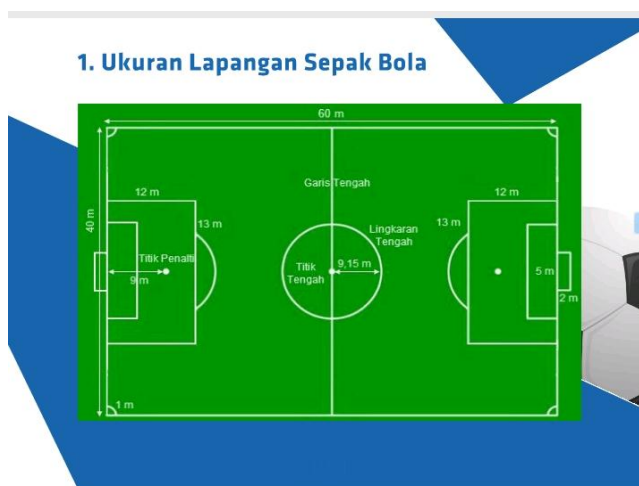 1. Ukuran Lapangan Sepak Bola
60 m
Garis Tengah
12 m
12 m
40 m
13 m
13 m
Lingkaran
Tengah
Titik Penalti
9 m
Titik
Tengah
9,15 m
5 m
2 m
1 m